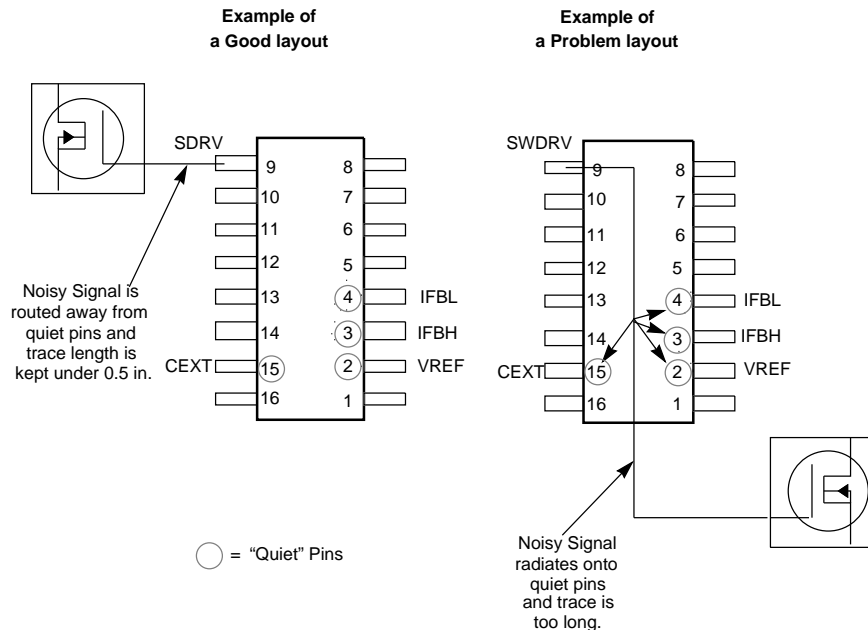 Example of
a Good layout
Example of
a Problem layout
SDRV
9
8
10
7
11
6
12
5
13
4
IFBL
14
3
IFBH
CEXT
15
2
VREF
16
1
Noisy Signal is
routed away from
quiet pins and
trace length is
kept under 0.5 in.
SWDRV
9
8
10
7
11
6
12
5
13
4
IFBL
14
3
IFBH
CEXT
15
2
VREF
16
1
= “Quiet” Pins
Noisy Signal
radiates onto
quiet pins
and trace is
too long.